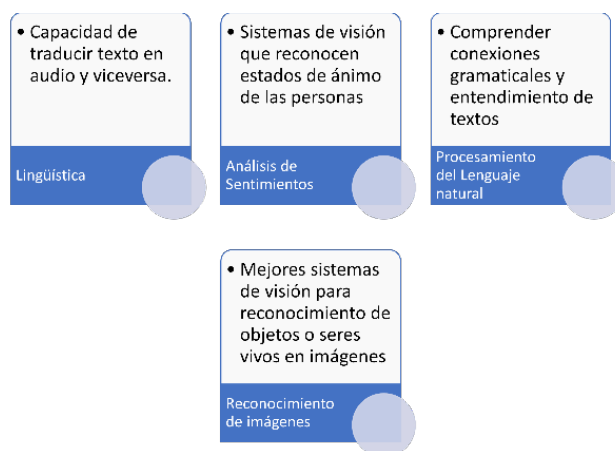 • Capacidad de
traducir texto en
audio y viceversa.
Lingüística
• Sistemas de visión
que reconocen
estados de ánimo
de las personas
Análisis de
Sentimientos
• Comprender
conexiones
gramaticales y
entendimiento de
textos
Procesamiento
del Lenguaje
natural
• Mejores sistemas
de visión para
reconocimiento de
objetos o seres
vivos en imágenes
Reconocimiento
de imágenes